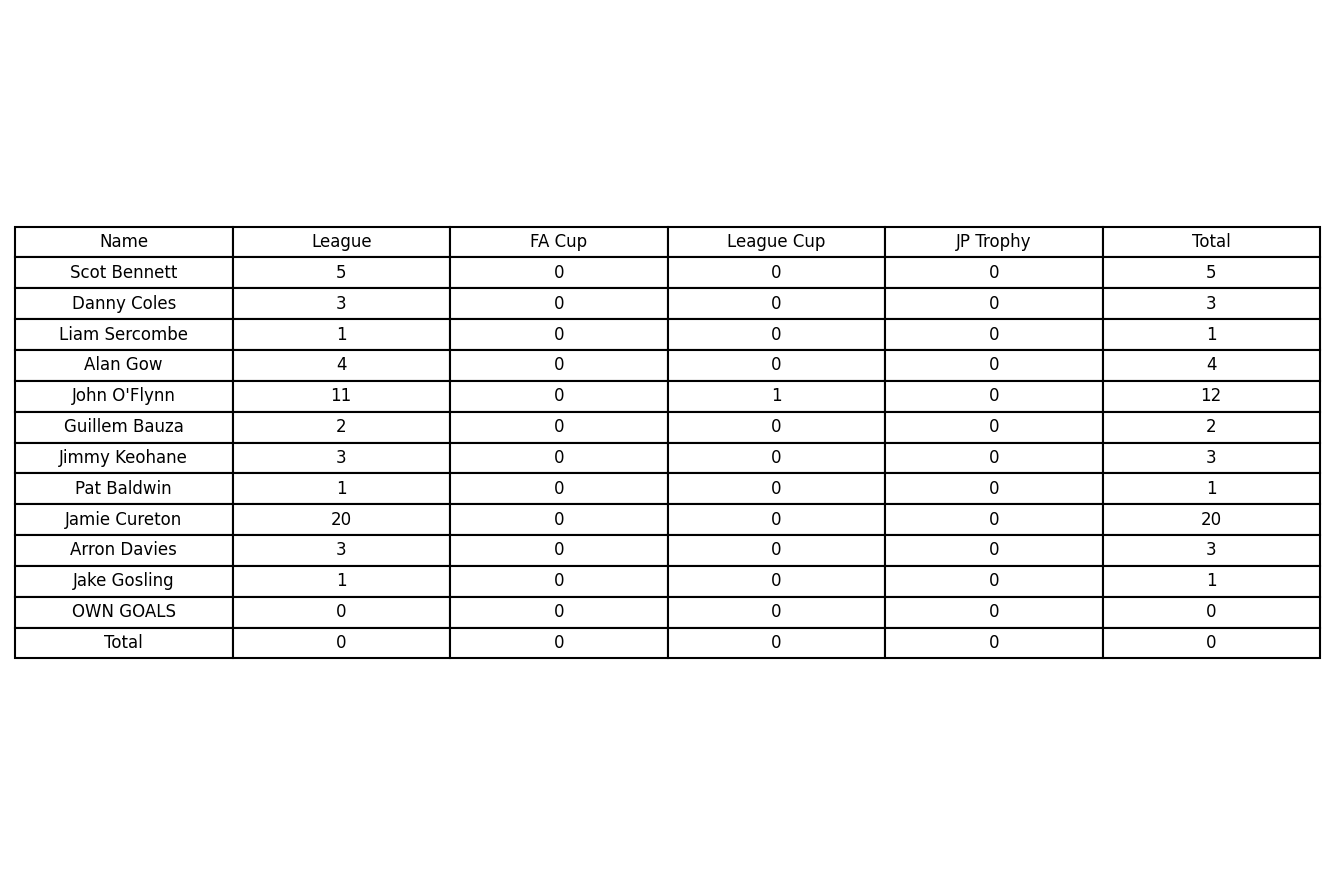 Name League FA Cup League Cup JP Trophy Total
Scot Bennett 5 0 0 0 5
Danny Coles 3 0 0 0 3
Liam Sercombe 1 0 0 0 1
Alan Gow 4 0 0 0 4
John O'Flynn 11 0 1 0 12
Guillem Bauza 2 0 0 0 2
Jimmy Keohane 3 0 0 0 3
Pat Baldwin 1 0 0 0 1
Jamie Cureton 20 0 0 0 20
Arron Davies 3 0 0 0 3
Jake Gosling 1 0 0 0 1
OWN GOALS 0 0 0 0 0
Total 0 0 0 0 0